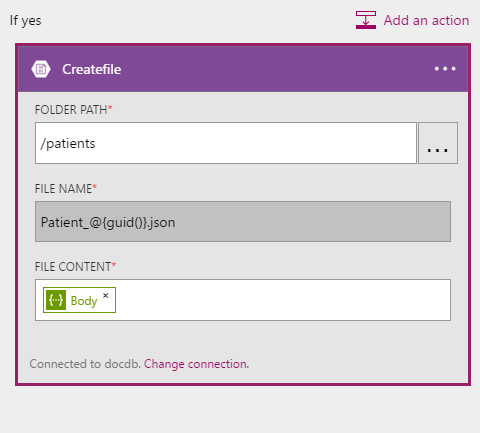 If yes
Add an action
Createfile
FOLDER PATH*
/patients
...
FILE NAME*
Patient_@{guid()}.json
FILE CONTENT*
Body ×
Connected to docdb. Change connection.